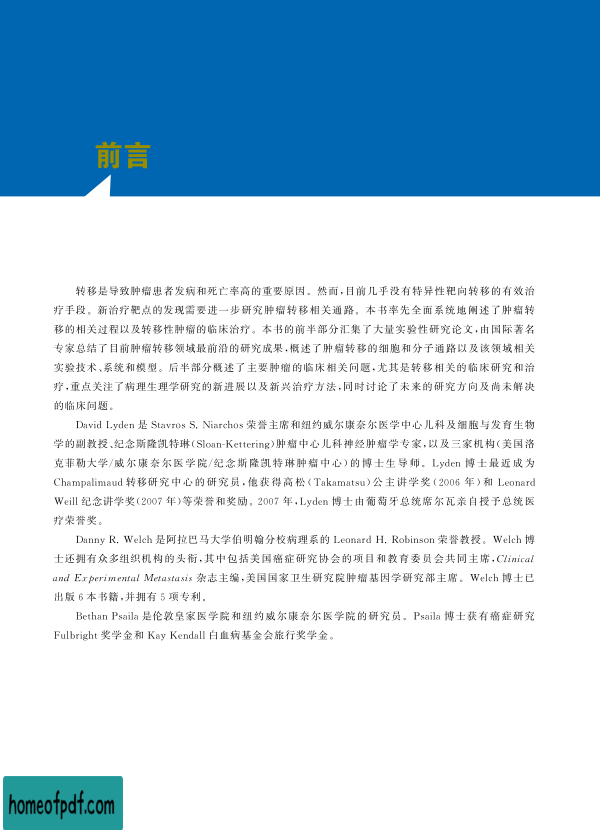 前言
转移是导致肿瘤患者发病和死亡率高的重要原因。然而,目前几乎没有特异性靶向转移的有效治
疗手段。新治疗靶点的发现需要进一步研究肿瘤转移相关通路。本书率先全面系统地阐述了肿瘤转
移的相关过程以及转移性肿瘤的临床治疗。本书的前半部分汇集了大量实验性研究论文,由国际著名
专家总结了目前肿瘤转移领域最前沿的研究成果,概述了肿瘤转移的细胞和分子通路以及该领域相关
实验技术、系统和模型。后半部分概述了主要肿瘤的临床相关问题,尤其是转移相关的临床研究和治
疗,重点关注了病理生理学研究的新进展以及新兴治疗方法,同时讨论了未来的研究方向及尚未解决
的临床问题。
David Lyden 是 Stavros S. Niarchos 荣誉主席和纽约威尔康奈尔医学中心儿科及细胞与发育生物
学的副教授、纪念斯隆凯特琳(Sloan-Kettering)肿瘤中心儿科神经肿瘤学专家,以及三家机构(美国洛
克菲勒大学/威尔康奈尔医学院/纪念斯隆凯特琳肿瘤中心)的博士生导师。Lyden 博士最近成为
Champalimaud 转移研究中心的研究员,他获得高松(Takamatsu)公主讲学奖(2006 年)和 Leonard
Weill 纪念讲学奖(2007 年)等荣誉和奖励。2007 年,Lyden 博士由葡萄牙总统席尔瓦亲自授予总统医
疗荣誉奖。
Danny R. Welch 是阿拉巴马大学伯明翰分校病理系的 Leonard H. Robinson 荣誉教授。Welch 博
士还拥有众多组织机构的头衔,其中包括美国癌症研究协会的项目和教育委员会共同主席,Clinical
and Experimental Metastasis 杂志主编,美国国家卫生研究院肿瘤基因学研究部主席。Welch 博士已
出版 6 本书籍,并拥有 5 项专利。
Bethan Psaila 是伦敦皇家医学院和纽约威尔康奈尔医学院的研究员。Psaila 博士获有癌症研究
Fulbright 奖学金和 Kay Kendall 白血病基金会旅行奖学金。
homeofpdf.com